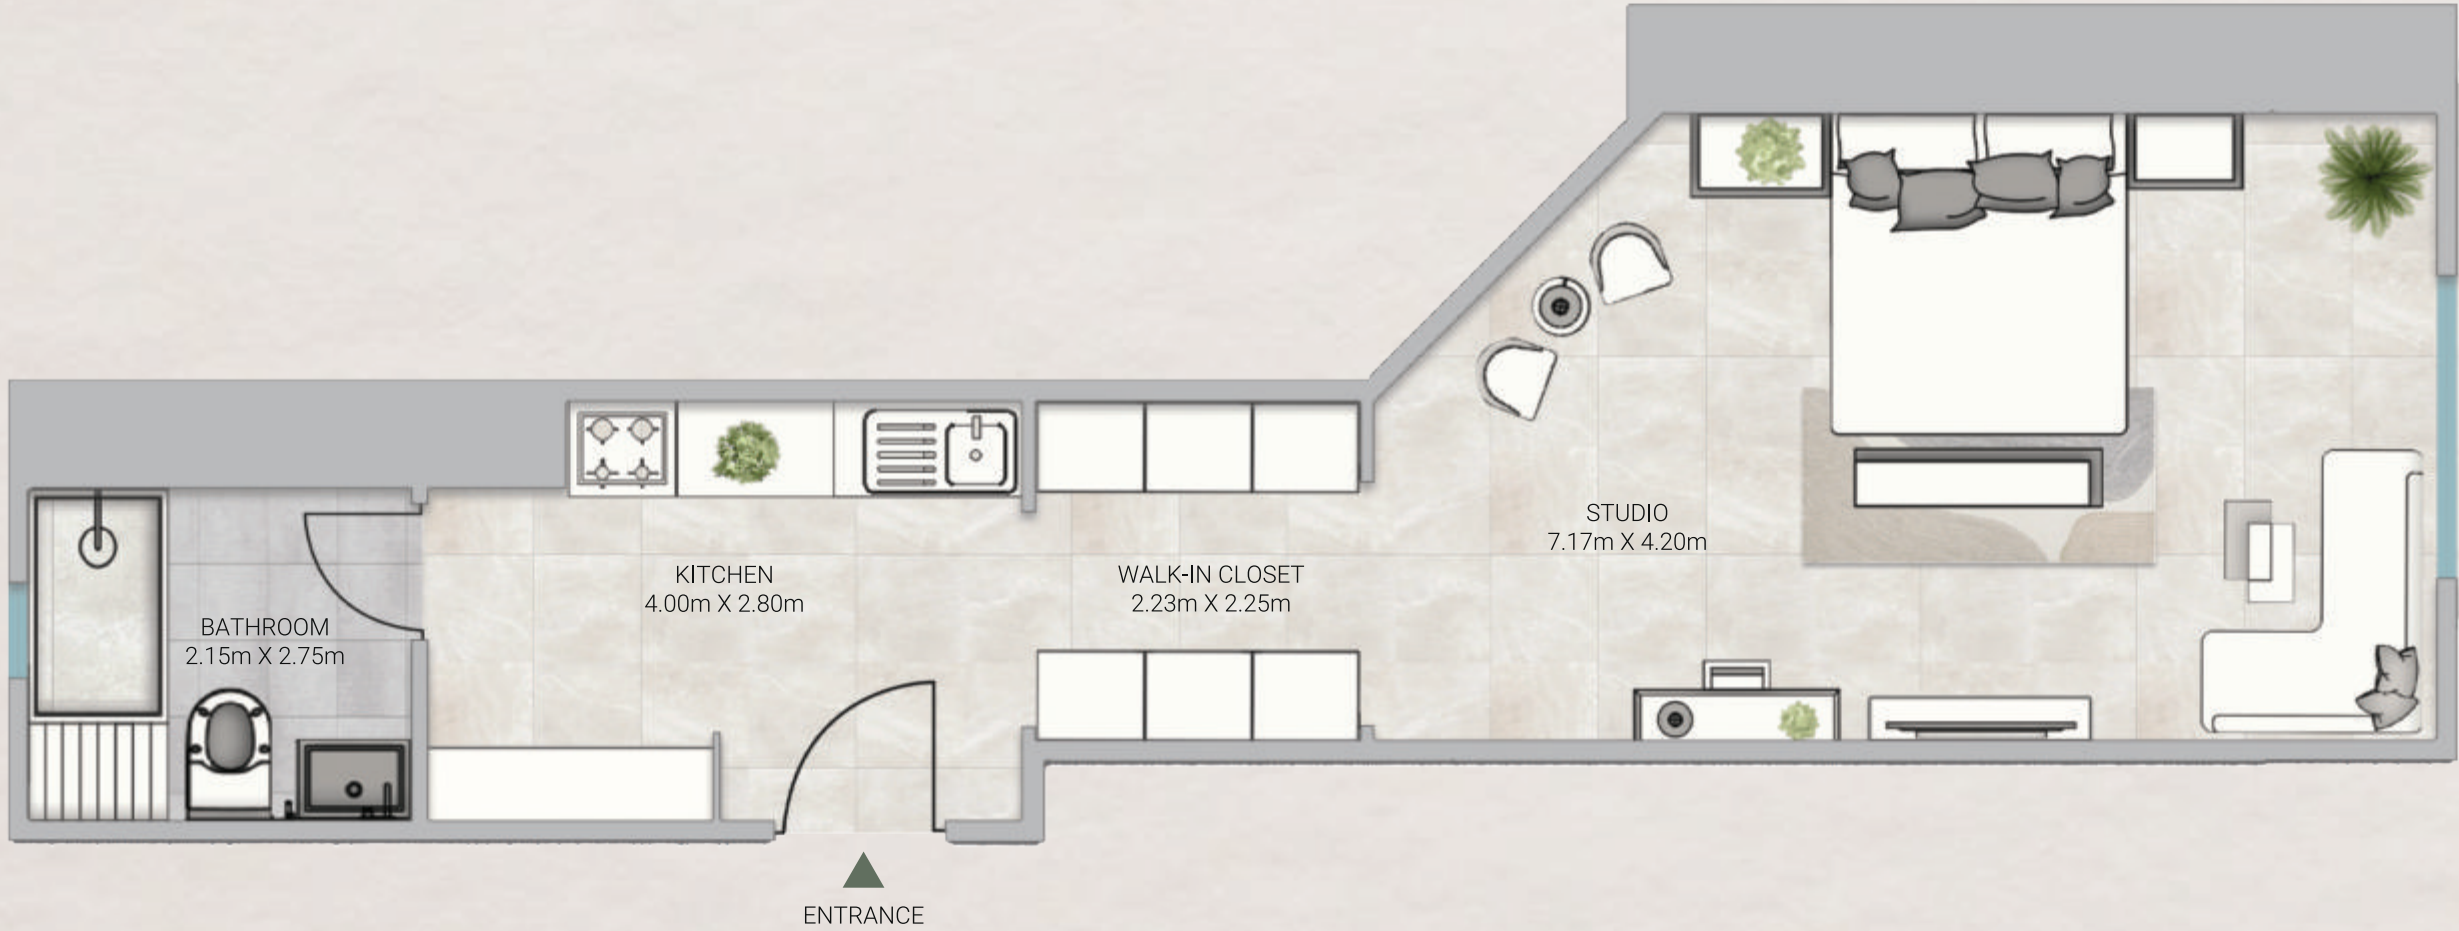 STUDIO
7.17m X 4.20m
KITCHEN
4.00m X 2.80m
WALK-IN CLOSET
2.23m X 2.25m
BATHROOM
2.15m X 2.75m
ENTRANCE